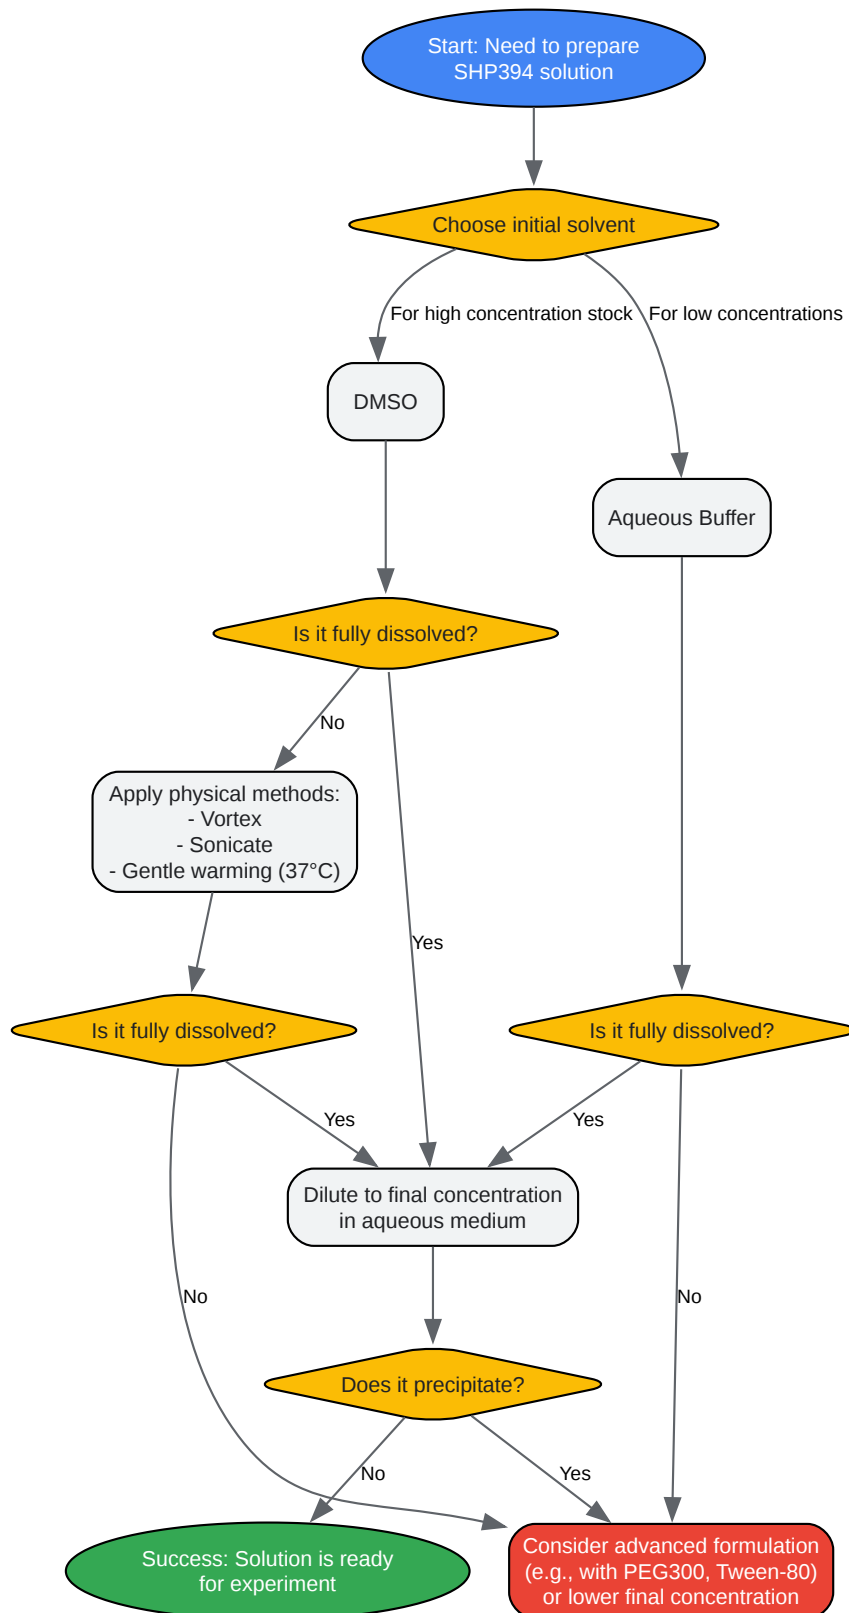 Start: Need to prepare
SHP394 solution
Choose initial solvent
For high concentration stock
For low concentrations
DMSO
Aqueous Buffer
Is it fully dissolved?
No
Apply physical methods:
- Vortex
- Sonicate
- Gentle warming (37°C)
Yes
Is it fully dissolved?
Is it fully dissolved?
Yes
Yes
Dilute to final concentration
in aqueous medium
No
No
Does it precipitate?
No
Yes
Success: Solution is ready
for experiment
Consider advanced formulation
(e.g., with PEG300, Tween-80)
or lower final concentration